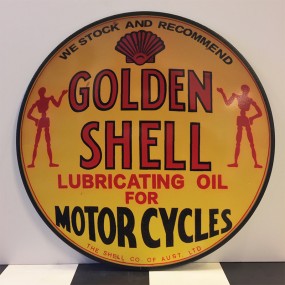 WE STOCK AND RECOMMEND
GOLDEN
SHELL
LUBRICATING OIL
FOR
MOTOR CYCLES
THE SHELL CO. OF AUST. LTD.